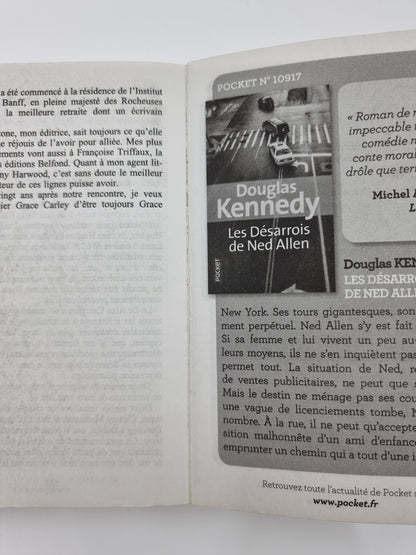 a été commencé à la résidence de l'Institut
Banff, en pleine majesté des Rocheuses
la meilleure retraite dont un écrivain
one, mon éditrice, sait toujours ce qu'elle
e réjouis de l'avoir pour alliée. Mes plus
ements vont aussi à Françoise Triffaux, la
s éditions Belfond. Quant à mon agent lit-
ny Harwood, c'est sans doute le meilleur
teur de ces lignes puisse avoir.
ingt ans après notre rencontre, je veux
ier Grace Carley d'être toujours Grace
POCKET N° 10917
Douglas
Kennedy
Les Désarrois
de Ned Allen
POCKET
« Roman de m
impeccable
comédie
conte mora
drôle que terri
Michel
L
Douglas KEN
LES DÉSARRO
DE NED ALLE
New York. Ses tours gigantesques, son
ment perpétuel. Ned Allen s'y est fait
Si sa femme et lui vivent un peu au-
leurs moyens, ils ne s'en inquiètent pas
permet tout. La situation de Ned, re
de ventes publicitaires, ne peut que s
Mais le destin ne ménage pas ses cou
une vague de licenciements tombe, N
nombre. À la rue, il ne peut qu'accepte
sition malhonnête d'un ami d'enfan
emprunter un chemin qui a tout d'une i
Retrouvez toute l'actualité de Pocket s
www.pocket.fr